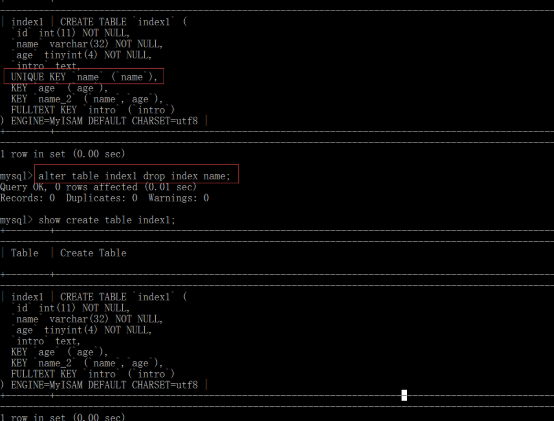 | index1 | CREATE TABLE `index1` (
`id` int(11) NOT NULL,
`name` varchar(32) NOT NULL,
`age` tinyint(4) NOT NULL,
`intro` text,
UNIQUE KEY `name` (`name`),
KEY `age` (`age`),
KEY `name_2` (`name`,`age`),
FULLTEXT KEY `intro` (`intro`)
) ENGINE=MyISAM DEFAULT CHARSET=utf8 |
1 row in set (0.00 sec)
mysql> alter table index1 drop index name;
Query OK, 0 rows affected (0.01 sec)
Records: 0 Duplicates: 0 Warnings: 0
mysql> show create table index1;
| Table | Create Table
| index1 | CREATE TABLE `index1` (
`id` int(11) NOT NULL,
`name` varchar(32) NOT NULL,
`age` tinyint(4) NOT NULL,
`intro` text,
KEY `age` (`age`),
KEY `name_2` (`name`,`age`),
FULLTEXT KEY `intro` (`intro`)
) ENGINE=MyISAM DEFAULT CHARSET=utf8 |
1 row in set (0.00 sec)